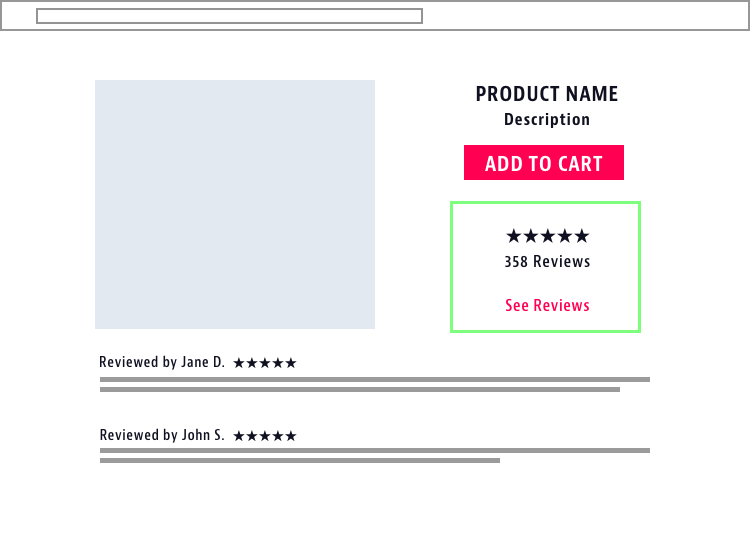 PRODUCT NAME
Description
ADD TO CART
★★★★★
358 Reviews
See Reviews
Reviewed by Jane D. ★★★★★
Reviewed by John S. ★★★★★